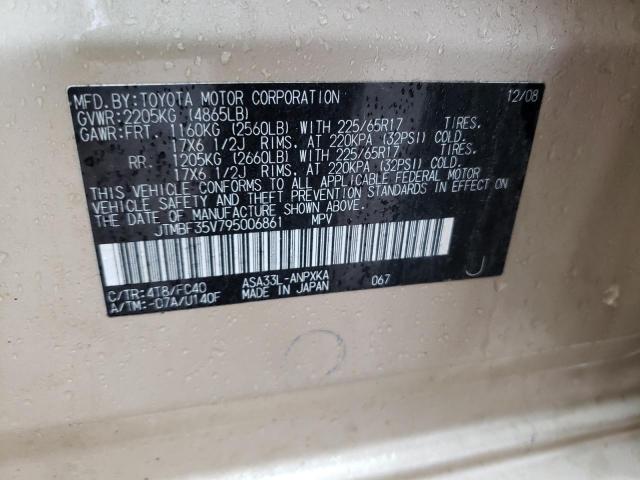 MFD.BY:TOYOTA MOTOR CORPORATION 12/08
GVWR:2205KG (4865LB)
GAWR:FRT. 1160KG (2560LB) WITH 225/65R17 TIRES.
17X6 1/2J RIMS. AT 220KPA (32PSI) COLD.
RR. 1205KG (2660LB) WITH 225/65R17 TIRES.
17X6 1/2J RIMS. AT 220KPA (32PSI) COLD.
THIS VEHICLE CONFORMS TO ALL APPLICABLE FEDERAL MOTOR
VEHICLE SAFETY AND THEFT PREVENTION STANDARDS IN EFFECT ON
THE DATE OF MANUFACTURE SHOWN ABOVE.
JTMBF35V795006861 MPV
J
C/TR:4T8/FC40 ASA33L-ANPXKA 067
A/TM:-07A/U140F MADE IN JAPAN